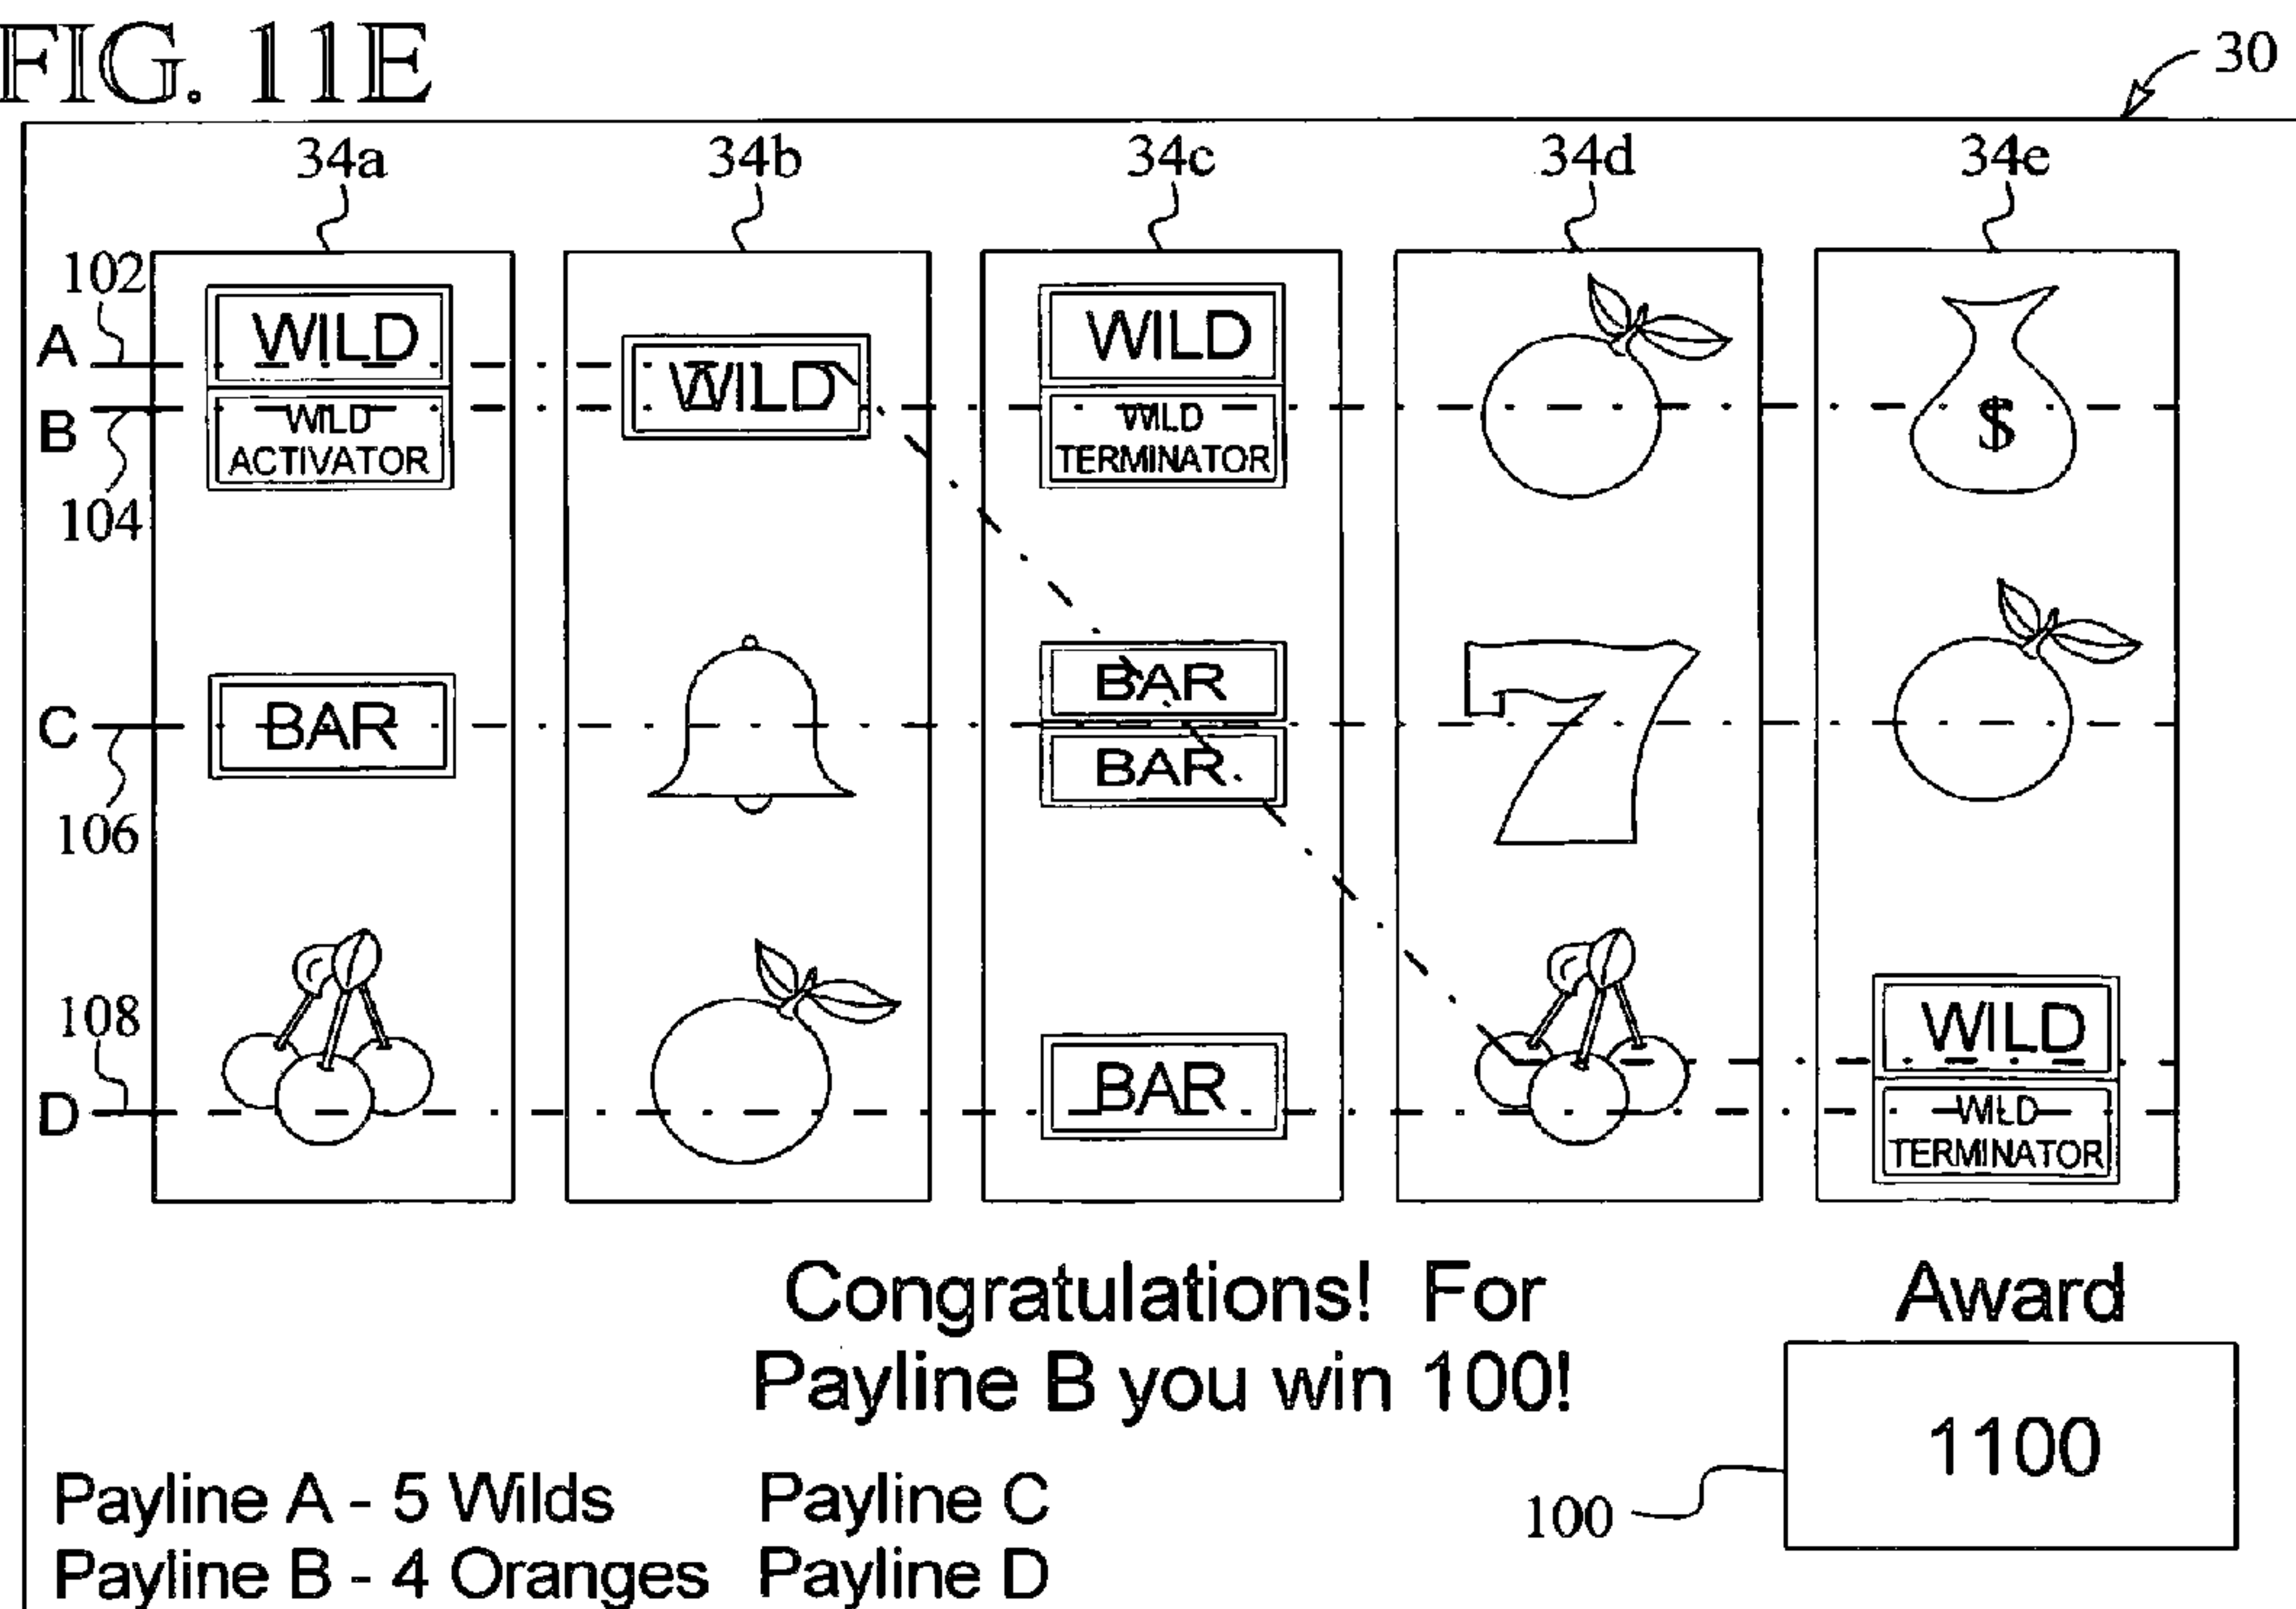 FIG. 11E
30
34a 34b 34c 34d 34e
102
A
WILD
WILD
WILD
B
WILD ACTIVATOR
WILD TERMINATOR
$
104
C
BAR
BAR
BAR
7
106
108
D
BAR
WILD
WILD TERMINATOR
Congratulations! For
Payline B you win 100!
Award
1100
100
Payline A - 5 Wilds
Payline B - 4 Oranges
Payline C
Payline D